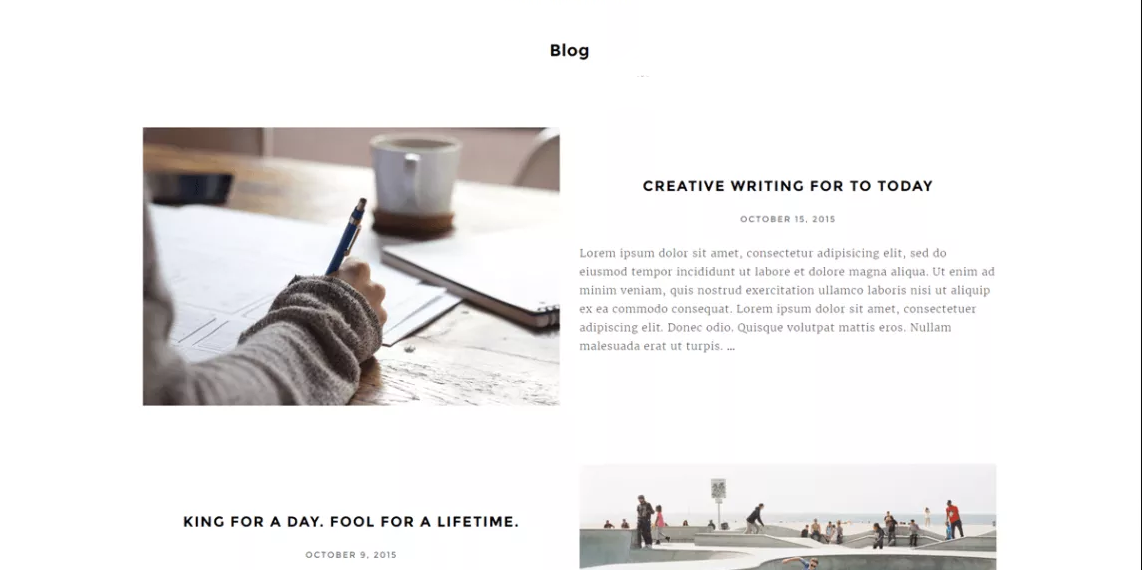 Blog
CREATIVE WRITING FOR TO TODAY
OCTOBER 15, 2015
Lorem ipsum dolor sit amet, consectetur adipisicing elit, sed do
eiusmod tempor incididunt ut labore et dolore magna aliqua. Ut enim ad
minim veniam, quis nostrud exercitation ullamco laboris nisi ut aliquip
ex ea commodo consequat. Lorem ipsum dolor sit amet, consectetuer
adipiscing elit. Donec odio. Quisque volutpat mattis eros. Nullam
malesuada erat ut turpis. ...
KING FOR A DAY. FOOL FOR A LIFETIME.
OCTOBER 9, 2015